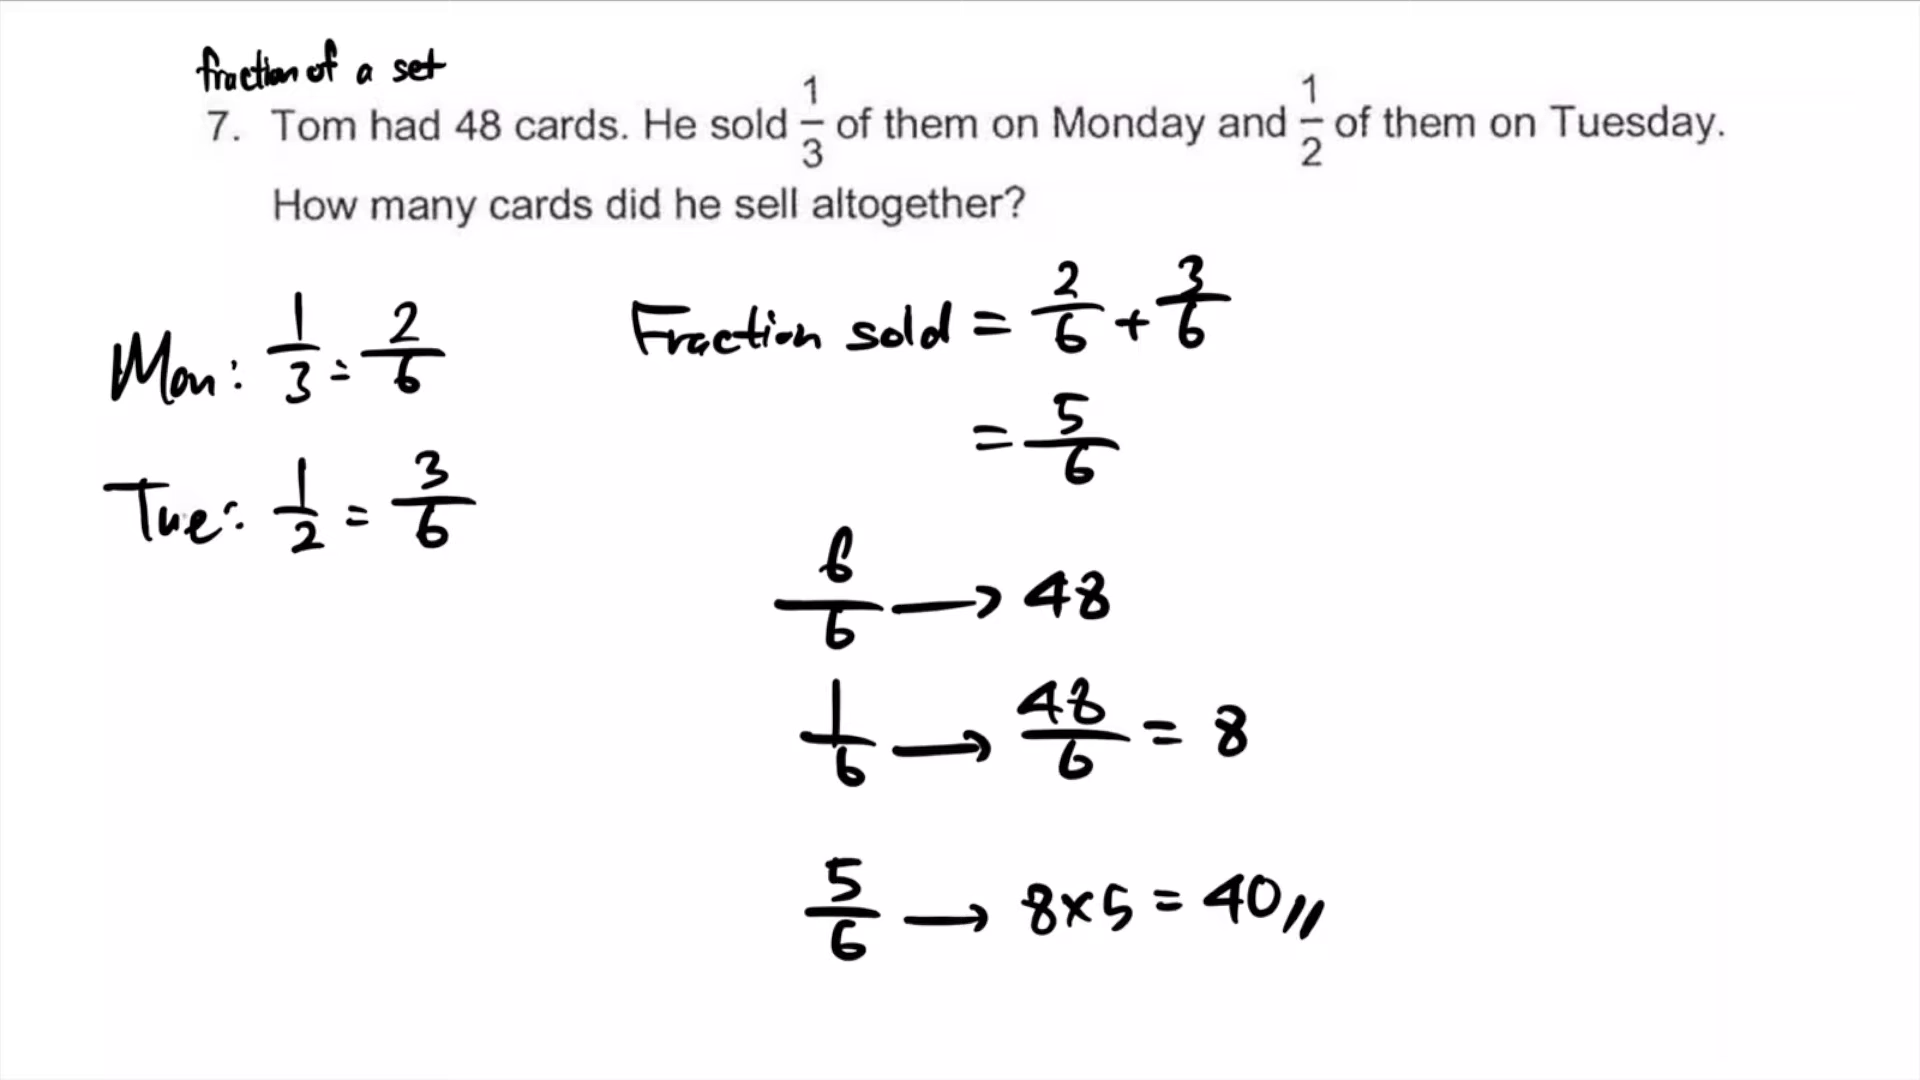 fraction of a set
7. Tom had 48 cards. He sold 1/3 of them on Monday and 1/2 of them on Tuesday.
How many cards did he sell altogether?
Mon: 1/3 = 2/6
Tue: 1/2 = 3/6
Fraction sold = 2/6 + 3/6
= 5/6
6/6 → 48
1/6 → 48/6 = 8
5/6 → 8×5 = 40//